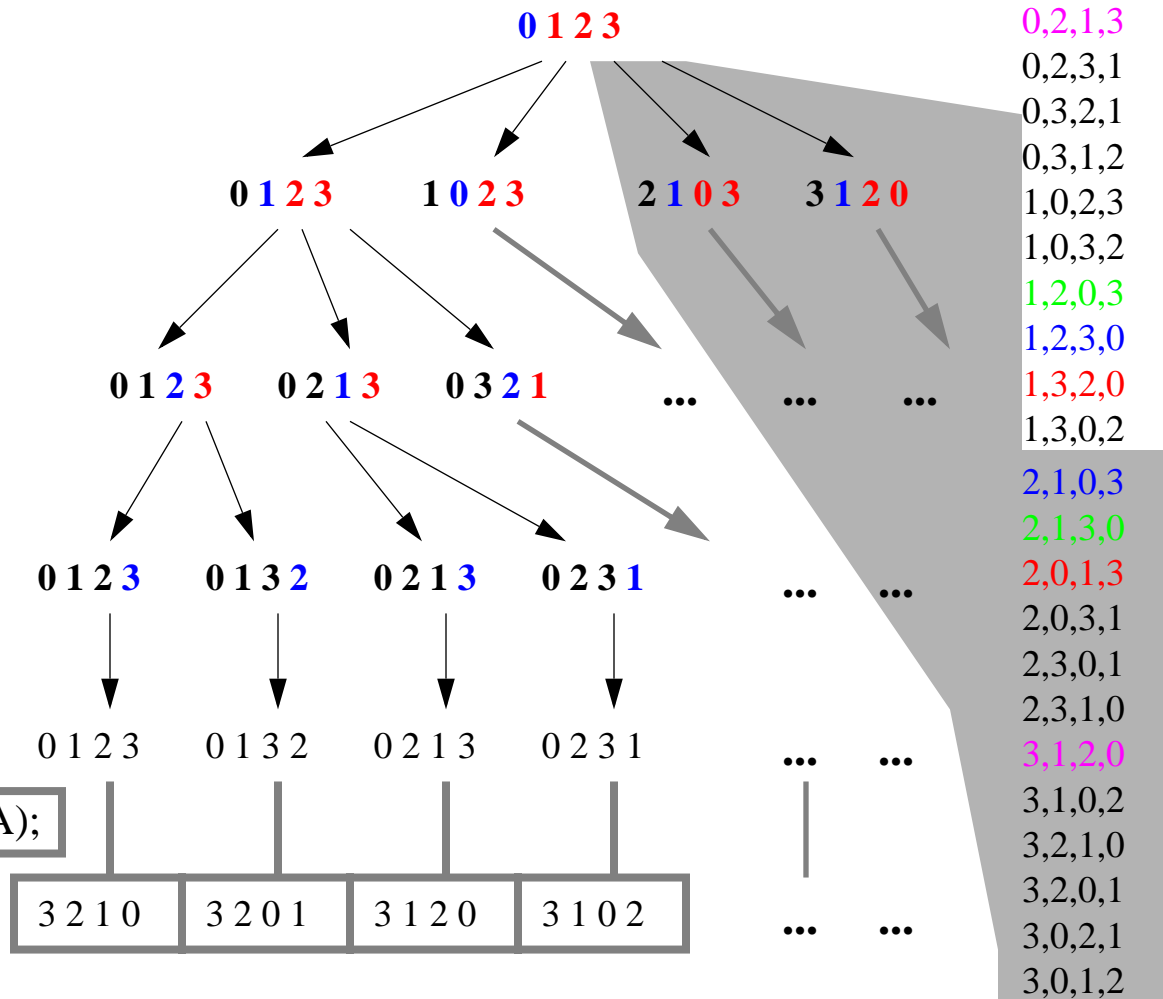 0 1 2 3
0 1 2 3
1 0 2 3
2 1 0 3
3 1 2 0
0 1 2 3
0 2 1 3
0 3 2 1
...
...
...
0 1 2 3
0 1 3 2
0 2 1 3
0 2 3 1
...
...
0 1 2 3
0 1 3 2
0 2 1 3
0 2 3 1
...
...
A);
3 2 1 0
3 2 0 1
3 1 2 0
3 1 0 2
...
...
0,2,1,3
0,2,3,1
0,3,2,1
0,3,1,2
1,0,2,3
1,0,3,2
1,2,0,3
1,2,3,0
1,3,2,0
1,3,0,2
2,1,0,3
2,1,3,0
2,0,1,3
2,0,3,1
2,3,0,1
2,3,1,0
3,1,2,0
3,1,0,2
3,2,1,0
3,2,0,1
3,0,2,1
3,0,1,2